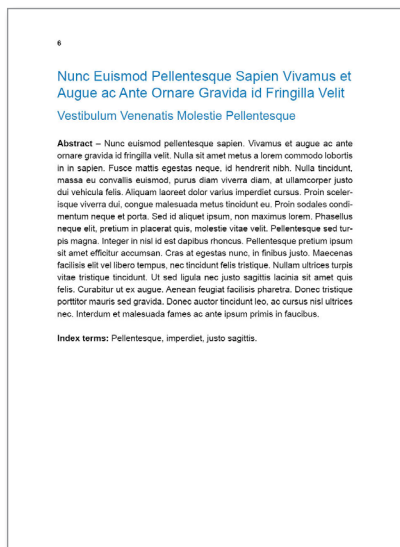 6
Nunc Euismod Pellentesque Sapien Vivamus et
Augue ac Ante Ornare Gravida id Fringilla Velit
Vestibulum Venenatis Molestie Pellentesque
Abstract – Nunc euismod pellentesque sapien. Vivamus et augue ac ante
ornare gravida id fringilla velit. Nulla sit amet metus a lorem commodo lobortis
in in sapien. Fusce mattis egestas neque, id hendrerit nibh. Nulla tincidunt,
massa eu convallis euismod, purus diam viverra diam, at ullamcorper justo
dui vehicula felis. Aliquam laoreet dolor varius imperdiet cursus. Proin sceler-
isque viverra dui, congue malesuada metus tincidunt eu. Proin sodales condi-
mentum neque et porta. Sed id aliquet ipsum, non maximus lorem. Phasellus
neque elit, pretium in placerat quis, molestie vitae velit. Pellentesque sed tur-
pis magna. Integer in nisl id est dapibus rhoncus. Pellentesque pretium ipsum
sit amet efficitur accumsan. Cras at egestas nunc, in finibus justo. Maecenas
facilisis elit vel libero tempus, nec tincidunt felis tristique. Nullam ultrices turpis
vitae tristique tincidunt. Ut sed ligula nec justo sagittis lacinia sit amet quis
felis. Curabitur ut ex augue. Aenean feugiat facilisis pharetra. Donec tristique
porttitor mauris sed gravida. Donec auctor tincidunt leo, ac cursus nisl ultrices
nec. Interdum et malesuada fames ac ante ipsum primis in faucibus.
Index terms: Pellentesque, imperdiet, justo sagittis.